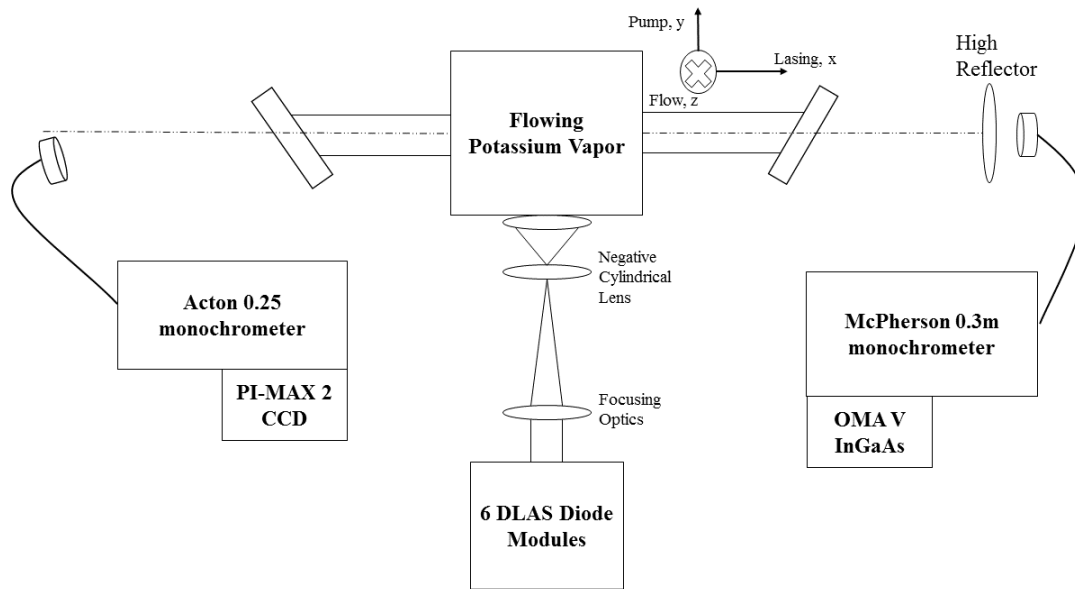 Pump, y
Lasing, x
Flow, z
High
Reflector
Flowing
Potassium Vapor
Negative
Cylindrical
Lens
Acton 0.25
monochrometer
PI-MAX 2
CCD
McPherson 0.3m
monochrometer
OMA V
InGaAs
Focusing
Optics
6 DLAS Diode
Modules